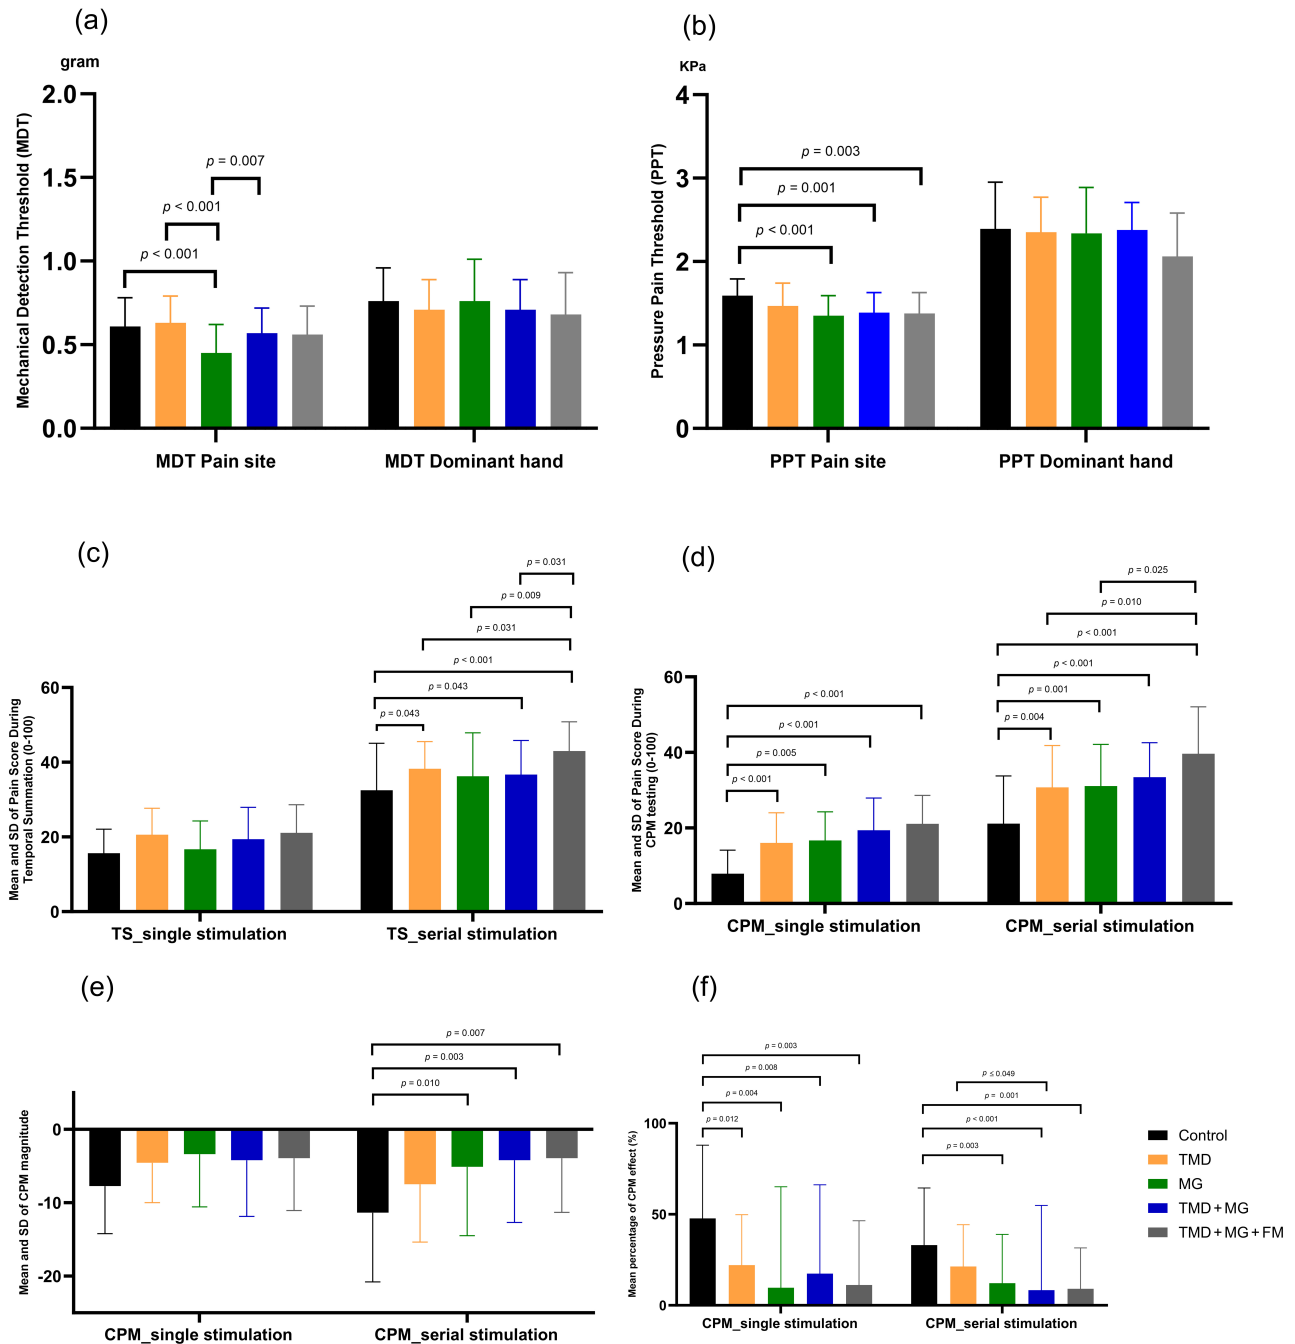 (a)
gram
Mechanical Detection Threshold (MDT)
2.0
1.5
1.0
0.5
0.0
p = 0.007
p < 0.001
p < 0.001
MDT Pain site
MDT Dominant hand
(b)
KPa
Pressure Pain Threshold (PPT)
4
3
2
1
0
p = 0.003
p = 0.001
p < 0.001
PPT Pain site
PPT Dominant hand
(c)
Mean and SD of Pain Score During
Temporal Summation (0-100)
60
40
20
0
p = 0.031
p = 0.009
p = 0.031
p < 0.001
p = 0.043
p = 0.043
TS_single stimulation
TS_serial stimulation
(d)
Mean and SD of Pain Score During
CPM testing (0-100)
60
40
20
0
p < 0.001
p < 0.001
p = 0.005
p < 0.001
p = 0.025
p = 0.010
p < 0.001
p < 0.001
p = 0.001
p = 0.004
CPM_single stimulation
CPM_serial stimulation
(e)
Mean and SD of CPM magnitude
0
-10
-20
p = 0.007
p = 0.003
p = 0.010
CPM_single stimulation
CPM_serial stimulation
(f)
Mean percentage of CPM effect (%)
100
50
0
p = 0.003
p = 0.008
p = 0.004
p = 0.012
p ≤ 0.049
p = 0.001
p < 0.001
p = 0.003
CPM_single stimulation
CPM_serial stimulation
Control
TMD
MG
TMD+MG
TMD+MG+FM